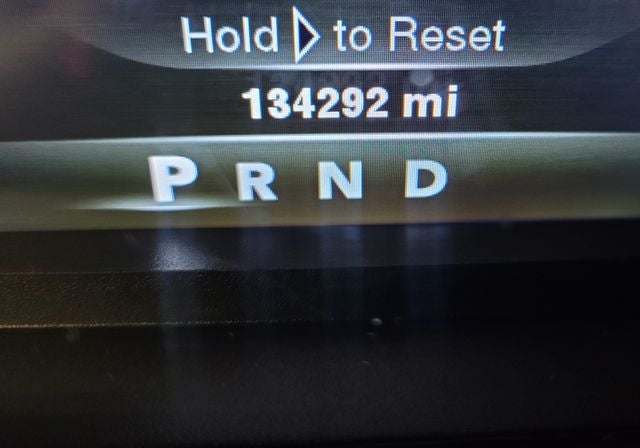 Hold ▷ to Reset
134292 mi
P R N D